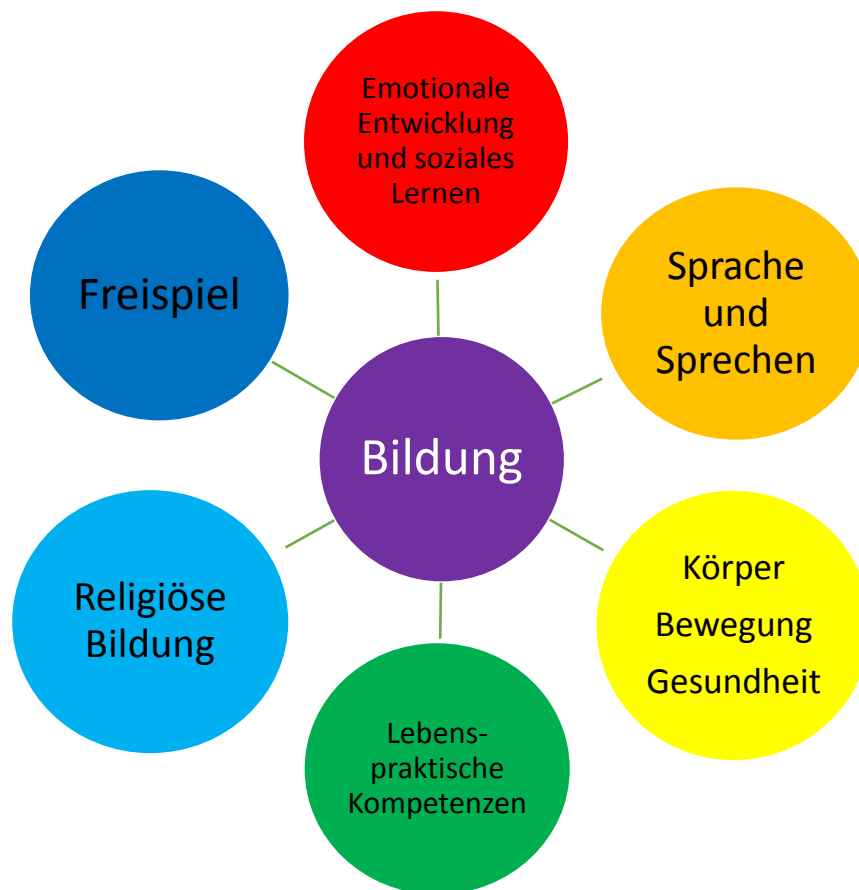 Emotionale
Entwicklung
und soziales
Lernen
Sprache
und
Sprechen
Körper
Bewegung
Gesundheit
Lebens-
praktische
Kompetenzen
Religiöse
Bildung
Freispiel
Bildung